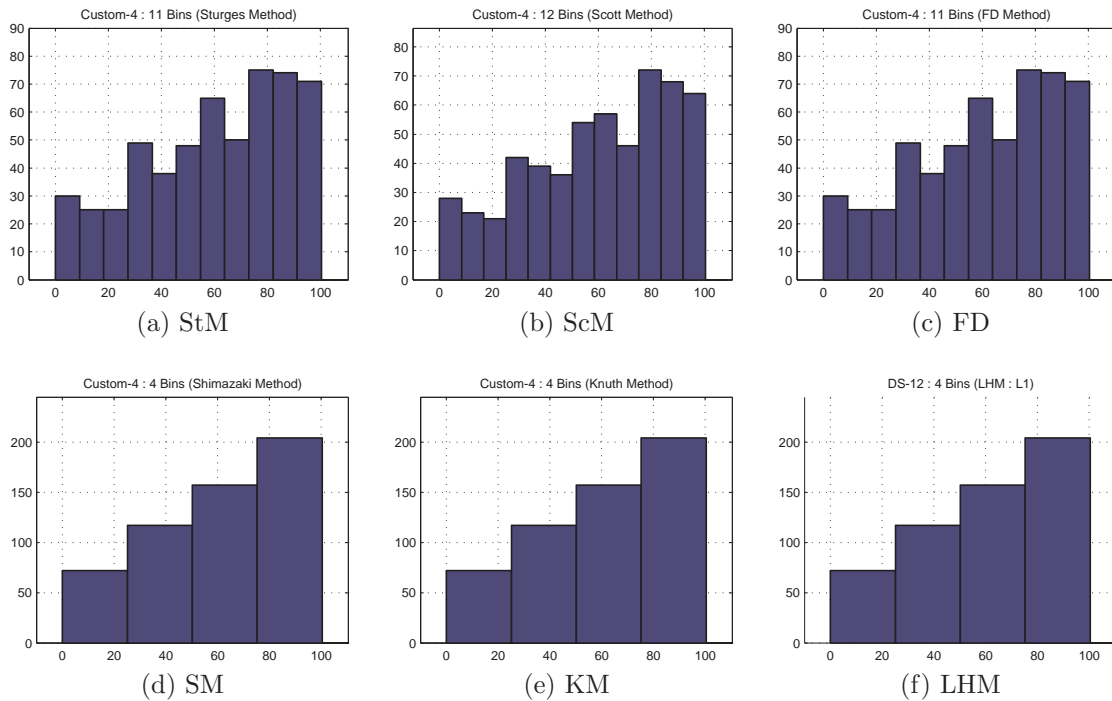 Custom-4 : 11 Bins (Sturges Method)
90
80
70
60
50
40
30
20
10
0
0 20 40 60 80 100
(a) StM
Custom-4 : 12 Bins (Scott Method)
80
70
60
50
40
30
20
10
0
0 20 40 60 80 100
(b) ScM
Custom-4 : 11 Bins (FD Method)
90
80
70
60
50
40
30
20
10
0
0 20 40 60 80 100
(c) FD
Custom-4 : 4 Bins (Shimazaki Method)
200
150
100
50
0
0 20 40 60 80 100
(d) SM
Custom-4 : 4 Bins (Knuth Method)
200
150
100
50
0
0 20 40 60 80 100
(e) KM
DS-12 : 4 Bins (LHM : L1)
200
150
100
50
0
0 20 40 60 80 100
(f) LHM